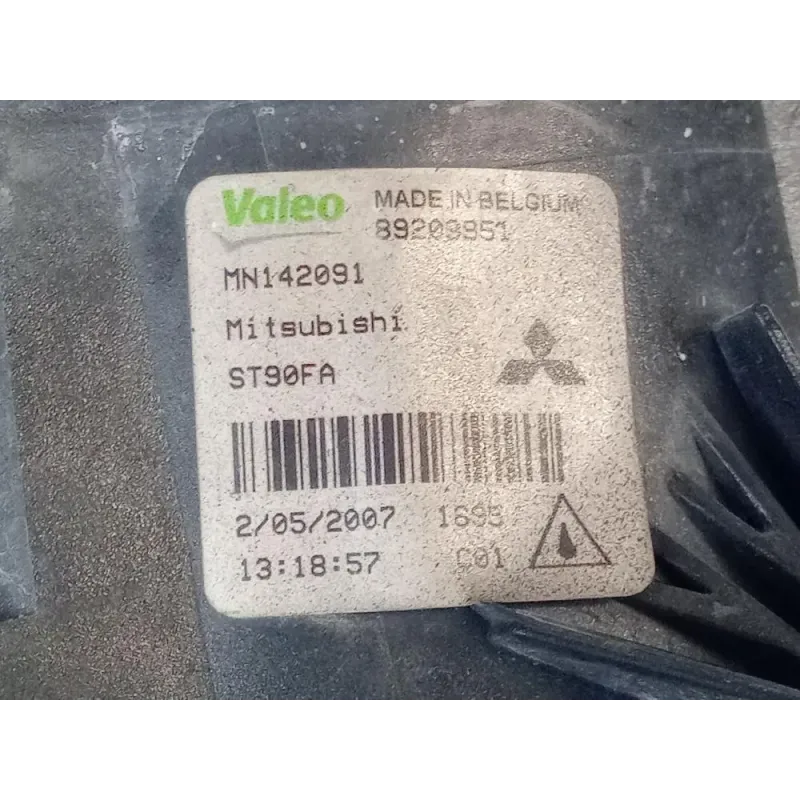 Valeo MADE IN BELGIUM
89209951
MN142091
Mitsubishi
ST90FA
2/05/2007 1695
13:18:57 C01